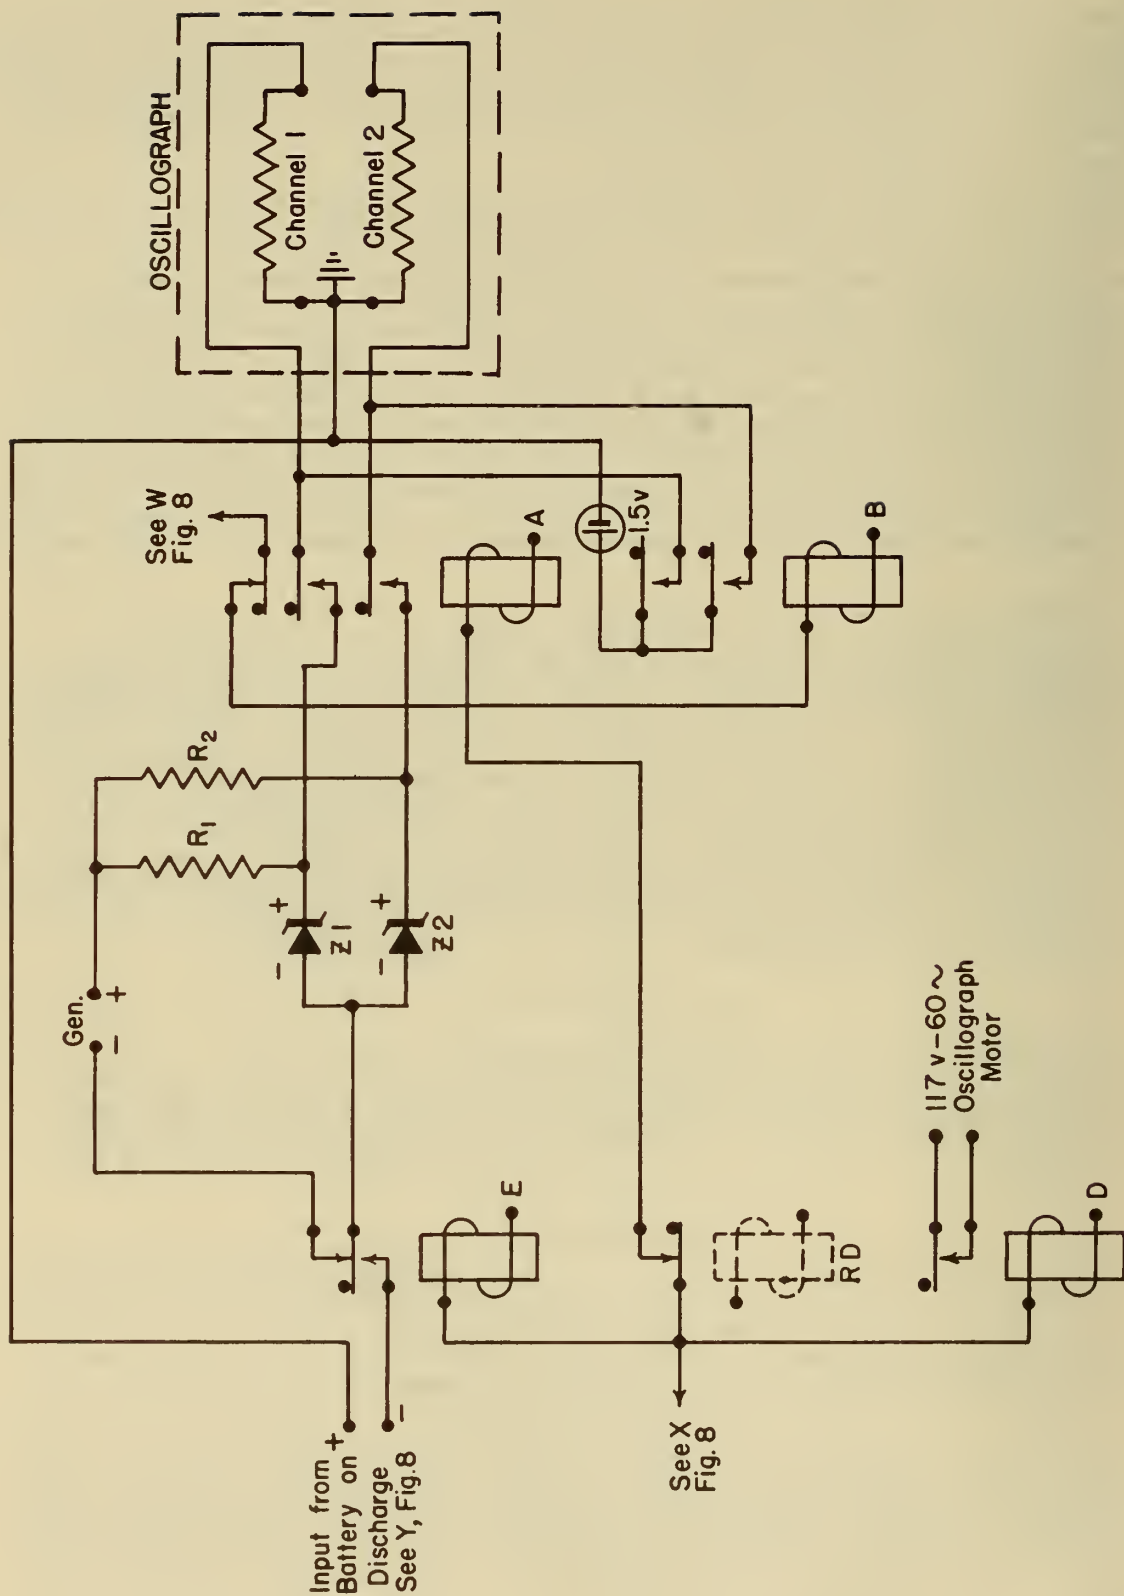 OSCILLOGRAPH
Channel 1
Channel 2
See W
Fig. 8
A
1.5v
B
R2
R1
+
-
Z1
+
-
Z2
Gen.
+
-
117 v-60~
Oscillograph
Motor
E
RD
D
Input from +
Battery on
Discharge -
See Y, Fig.8
See X
Fig. 8